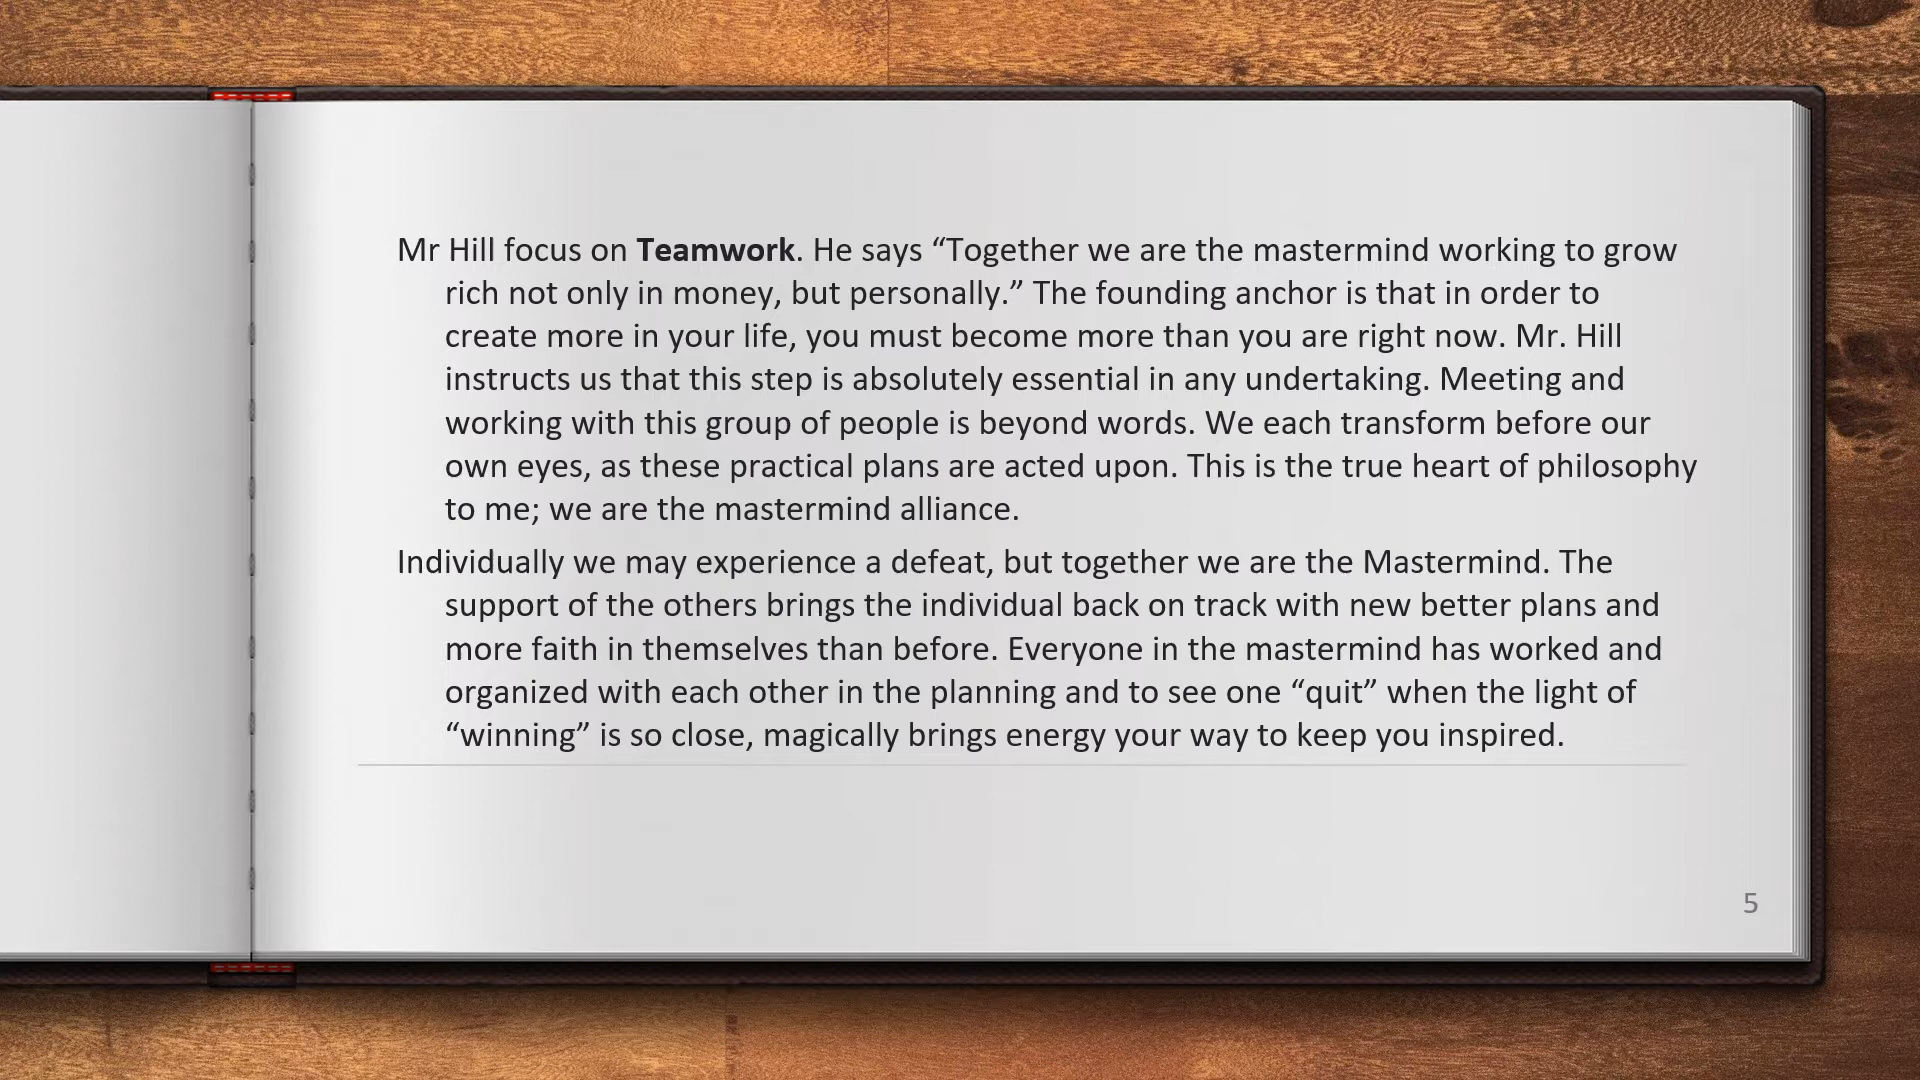 Mr Hill focus on Teamwork. He says “Together we are the mastermind working to grow
rich not only in money, but personally.” The founding anchor is that in order to
create more in your life, you must become more than you are right now. Mr. Hill
instructs us that this step is absolutely essential in any undertaking. Meeting and
working with this group of people is beyond words. We each transform before our
own eyes, as these practical plans are acted upon. This is the true heart of philosophy
to me; we are the mastermind alliance.
Individually we may experience a defeat, but together we are the Mastermind. The
support of the others brings the individual back on track with new better plans and
more faith in themselves than before. Everyone in the mastermind has worked and
organized with each other in the planning and to see one “quit” when the light of
“winning” is so close, magically brings energy your way to keep you inspired.
5